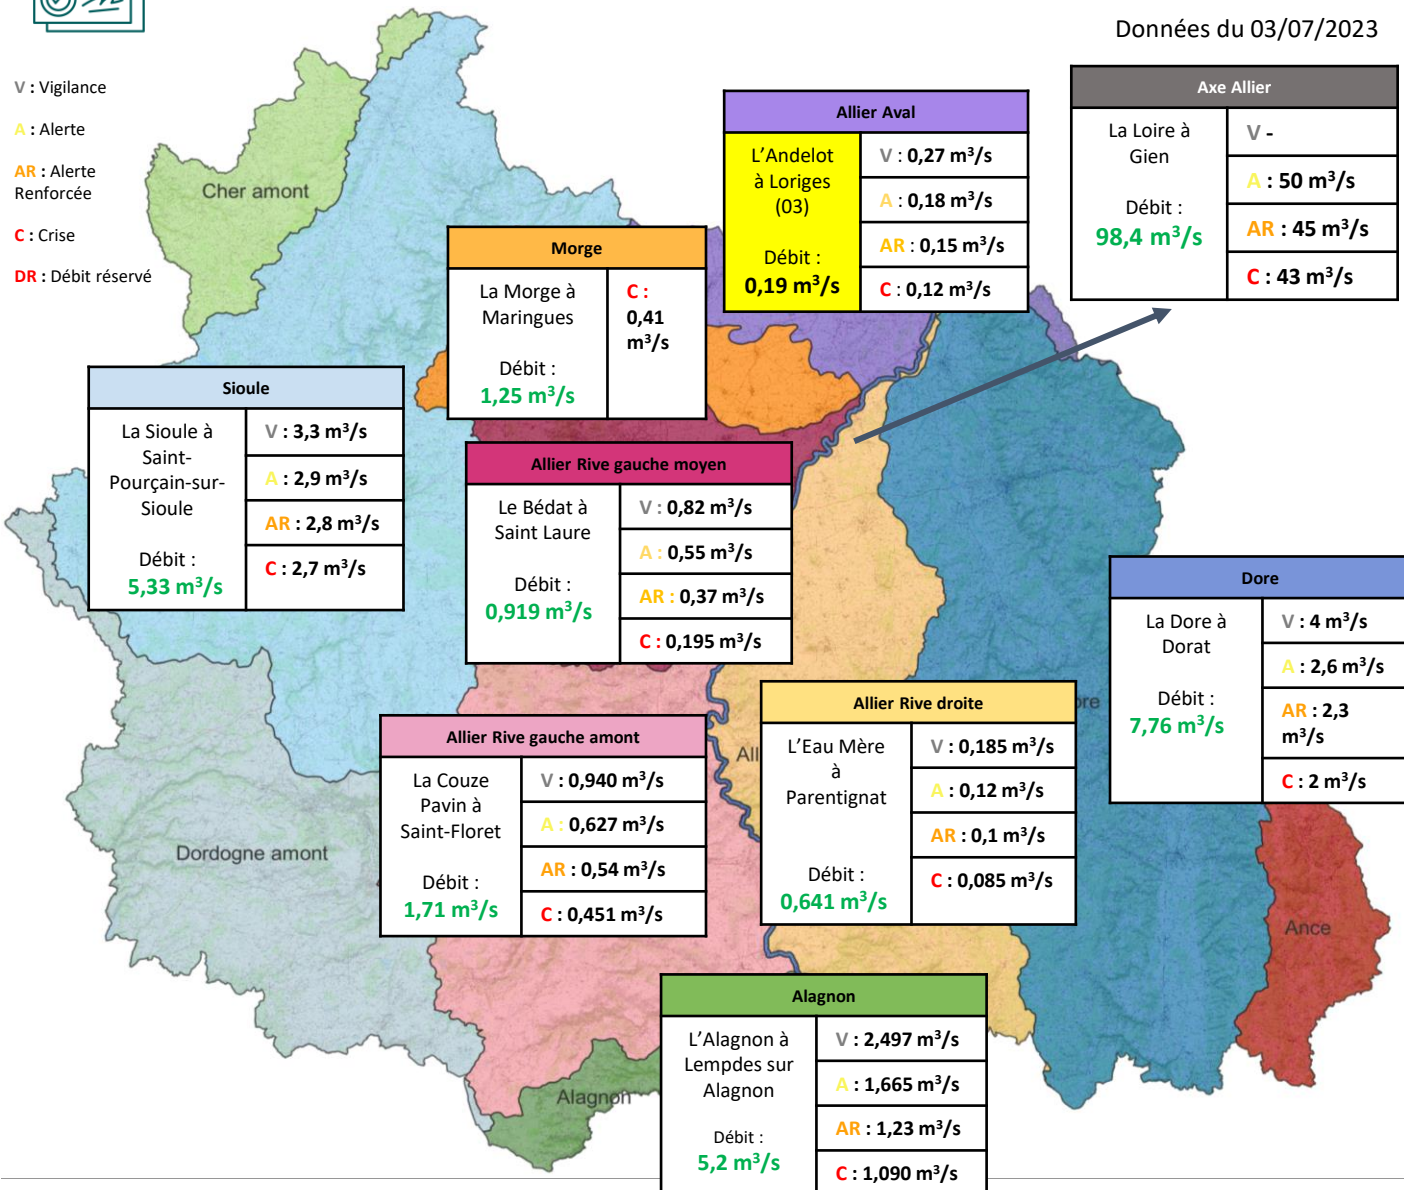 Données du 03/07/2023
V : Vigilance
A : Alerte
AR : Alerte
Renforcée
C : Crise
DR : Débit réservé
Cher amont
Axe Allier
La Loire à
Gien
Débit :
98,4 m³/s
V -
A : 50 m³/s
AR : 45 m³/s
C : 43 m³/s
Allier Aval
L'Andelot
à Loriges
(03)
Débit :
0,19 m³/s
V : 0,27 m³/s
A : 0,18 m³/s
AR : 0,15 m³/s
C : 0,12 m³/s
Morge
La Morge à
Maringues
Débit :
1,25 m³/s
C :
0,41
m³/s
Sioule
La Sioule à
Saint-
Pourçain-sur-
Sioule
Débit :
5,33 m³/s
V : 3,3 m³/s
A : 2,9 m³/s
AR : 2,8 m³/s
C : 2,7 m³/s
Allier Rive gauche moyen
Le Bédat à
Saint Laure
Débit :
0,919 m³/s
V : 0,82 m³/s
A : 0,55 m³/s
AR : 0,37 m³/s
C : 0,195 m³/s
Dore
La Dore à
Dorat
Débit :
7,76 m³/s
V : 4 m³/s
A : 2,6 m³/s
AR : 2,3
m³/s
C : 2 m³/s
Allier Rive droite
L'Eau Mère
à
Parentignat
Débit :
0,641 m³/s
V : 0,185 m³/s
A : 0,12 m³/s
AR : 0,1 m³/s
C : 0,085 m³/s
Allier Rive gauche amont
La Couze
Pavin à
Saint-Floret
Débit :
1,71 m³/s
V : 0,940 m³/s
A : 0,627 m³/s
AR : 0,54 m³/s
C : 0,451 m³/s
Dordogne amont
All
ore
Ance
Alagnon
Alagnon
L'Alagnon à
Lempdes sur
Alagnon
Débit :
5,2 m³/s
V : 2,497 m³/s
A : 1,665 m³/s
AR : 1,23 m³/s
C : 1,090 m³/s